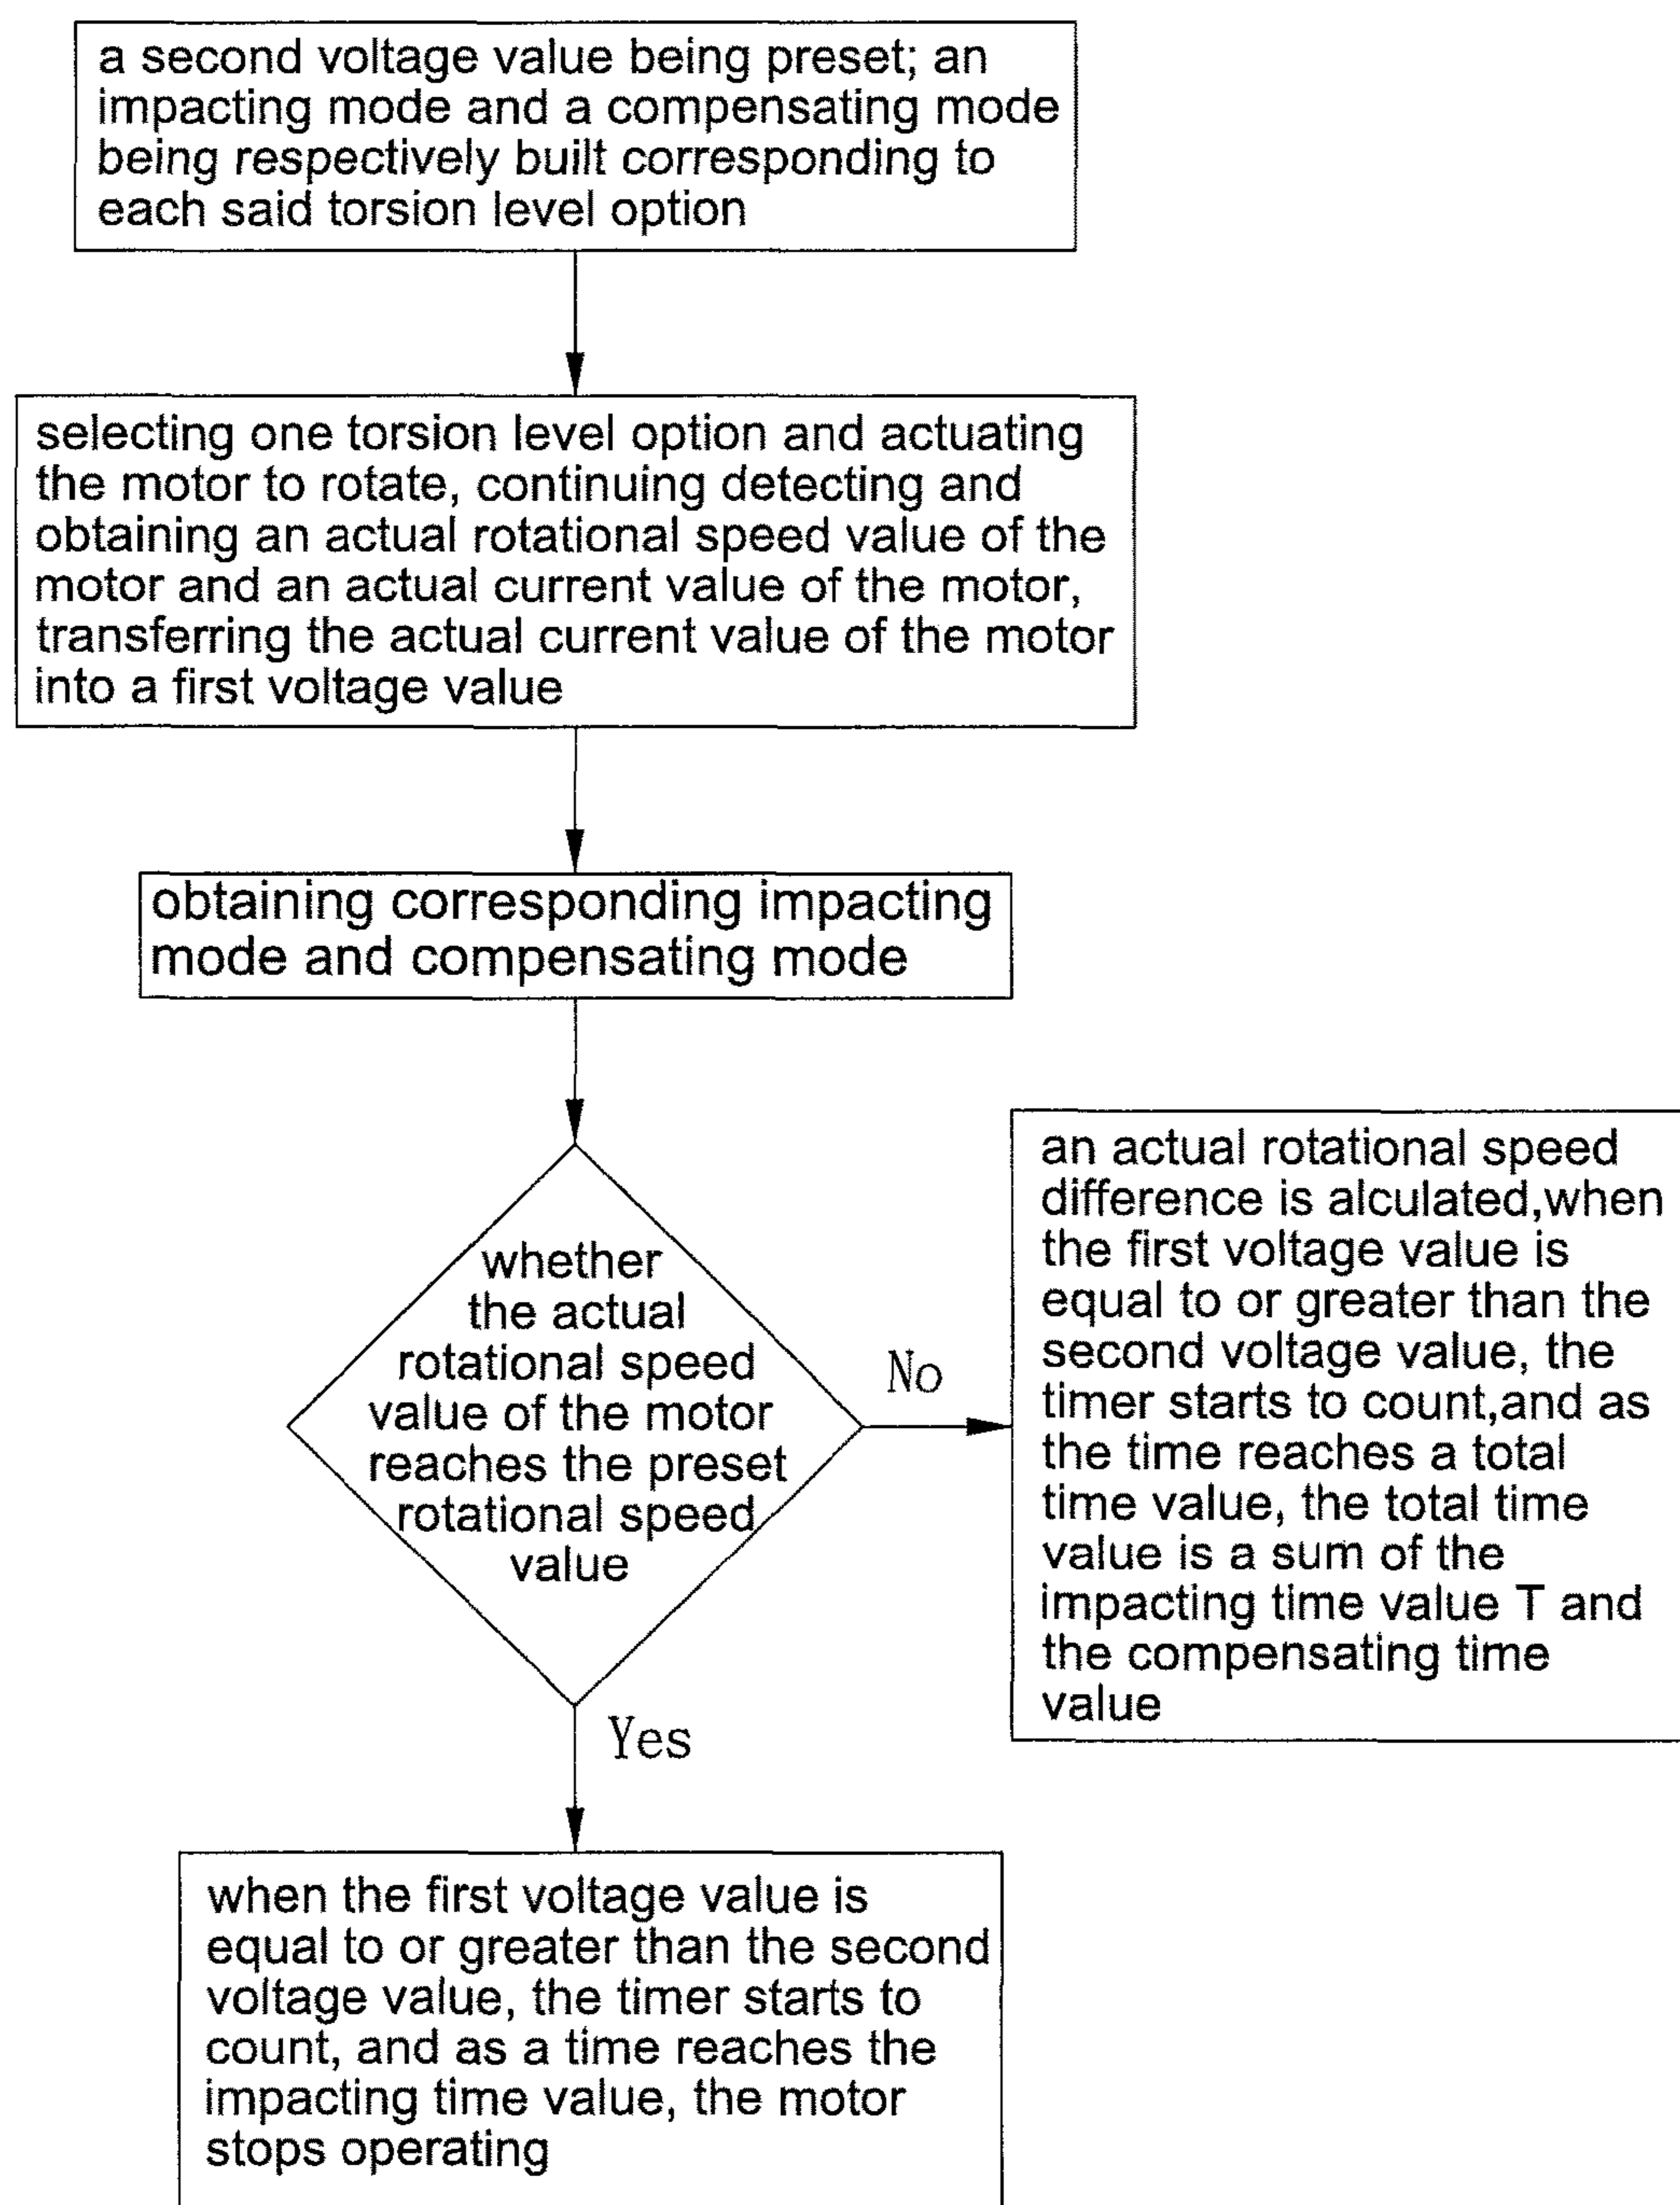 a second voltage value being preset; an
impacting mode and a compensating mode
being respectively built corresponding to
each said torsion level option
selecting one torsion level option and actuating
the motor to rotate, continuing detecting and
obtaining an actual rotational speed value of the
motor and an actual current value of the motor,
transferring the actual current value of the motor
into a first voltage value
obtaining corresponding impacting
mode and compensating mode
whether
the actual
rotational speed
value of the motor
reaches the preset
rotational speed
value
No
an actual rotational speed
difference is alculated,when
the first voltage value is
equal to or greater than the
second voltage value, the
timer starts to count,and as
the time reaches a total
time value, the total time
value is a sum of the
impacting time value T and
the compensating time
value
Yes
when the first voltage value is
equal to or greater than the second
voltage value, the timer starts to
count, and as a time reaches the
impacting time value, the motor
stops operating